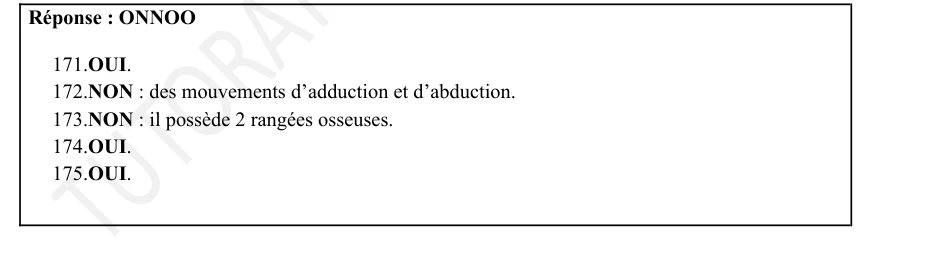 Réponse : ONNOO
171.OUI.
172.NON : des mouvements d’adduction et d’abduction.
173.NON : il possède 2 rangées osseuses.
174.OUI.
175.OUI.
TUTORA